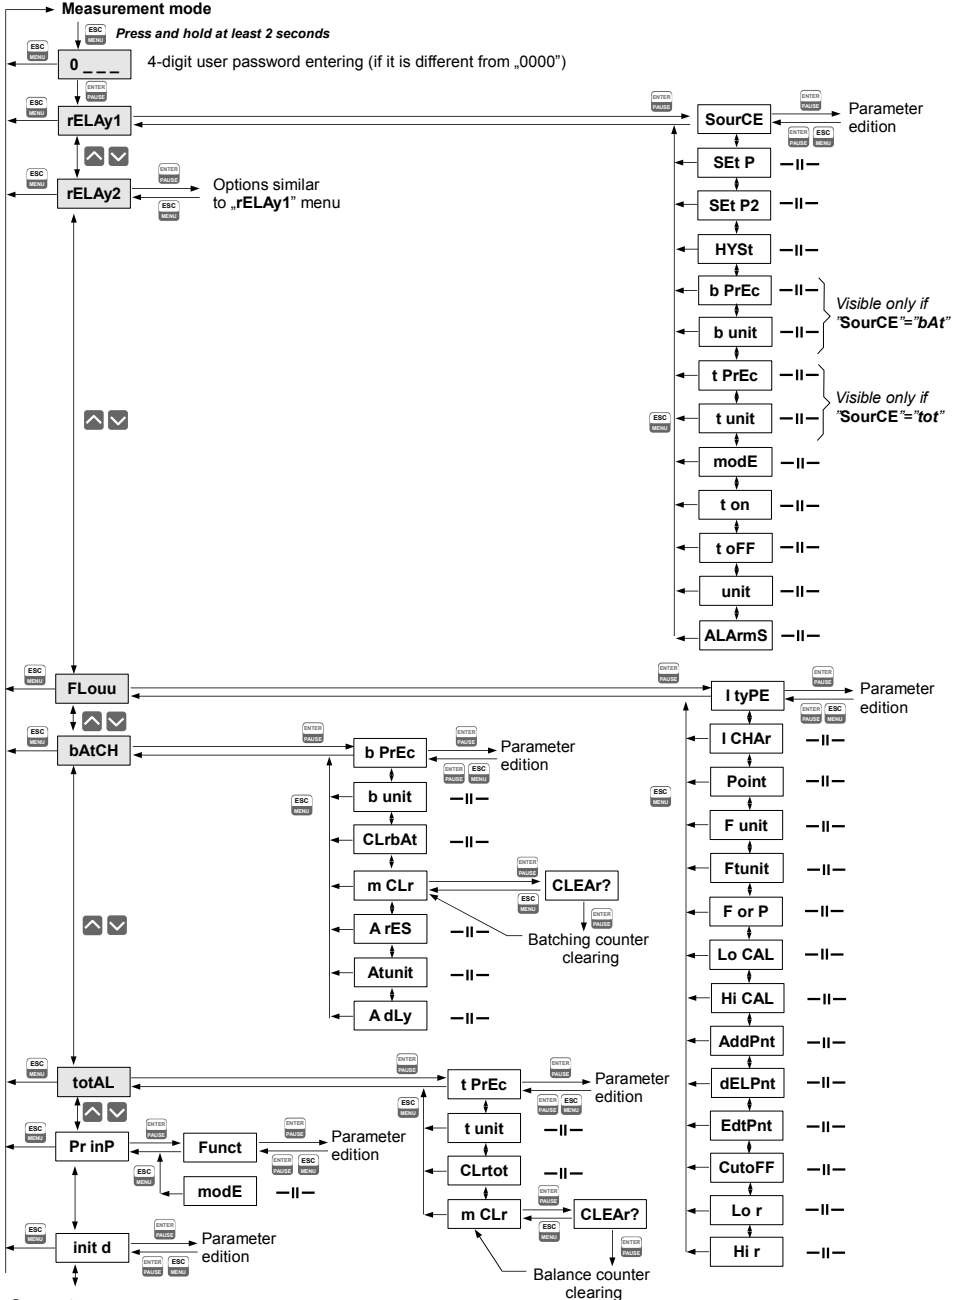 Measurement mode
ESC MENU
Press and hold at least 2 seconds
ESC MENU
0 _ _ _
4-digit user password entering (if it is different from „0000”)
ENTER PAUSE
ESC MENU
rELAy1
ENTER PAUSE
SourCE
ENTER PAUSE
Parameter
edition
ENTER PAUSE
ESC MENU
SEt P
–II–
ESC MENU
rELAy2
ENTER PAUSE
ESC MENU
Options similar
to „rELAy1” menu
SEt P2
–II–
HYSt
–II–
b PrEc
–II–
Visible only if
”SourCE”=”bAt”
b unit
–II–
t PrEc
–II–
Visible only if
”SourCE”=”tot”
ESC MENU
t unit
–II–
modE
–II–
t on
–II–
t oFF
–II–
unit
–II–
ALArmS
–II–
ESC MENU
FLouu
ENTER PAUSE
I tyPE
ENTER PAUSE
Parameter
edition
ENTER PAUSE
ESC MENU
I CHAr
–II–
Point
–II–
ESC MENU
F unit
–II–
Ftunit
–II–
F or P
–II–
Lo CAL
–II–
Hi CAL
–II–
AddPnt
–II–
dELPnt
–II–
EdtPnt
–II–
CutoFF
–II–
Lo r
–II–
Hi r
–II–
ESC MENU
bAtCH
ENTER PAUSE
b PrEc
ENTER PAUSE
Parameter
edition
ENTER PAUSE
ESC MENU
ESC MENU
b unit
–II–
CLrbAt
–II–
m CLr
ENTER PAUSE
ESC MENU
CLEAr?
ENTER PAUSE
Batching counter
clearing
A rES
–II–
Atunit
–II–
A dLy
–II–
ESC MENU
totAL
ENTER PAUSE
t PrEc
ENTER PAUSE
Parameter
edition
ENTER PAUSE
ESC MENU
ESC MENU
t unit
–II–
CLrtot
–II–
m CLr
ENTER PAUSE
ESC MENU
CLEAr?
ENTER PAUSE
Balance counter
clearing
ESC MENU
Pr inP
ENTER PAUSE
Funct
ENTER PAUSE
Parameter
edition
ENTER PAUSE
ESC MENU
ESC MENU
modE
–II–
ESC MENU
init d
ENTER PAUSE
Parameter
edition
ENTER PAUSE
ESC MENU